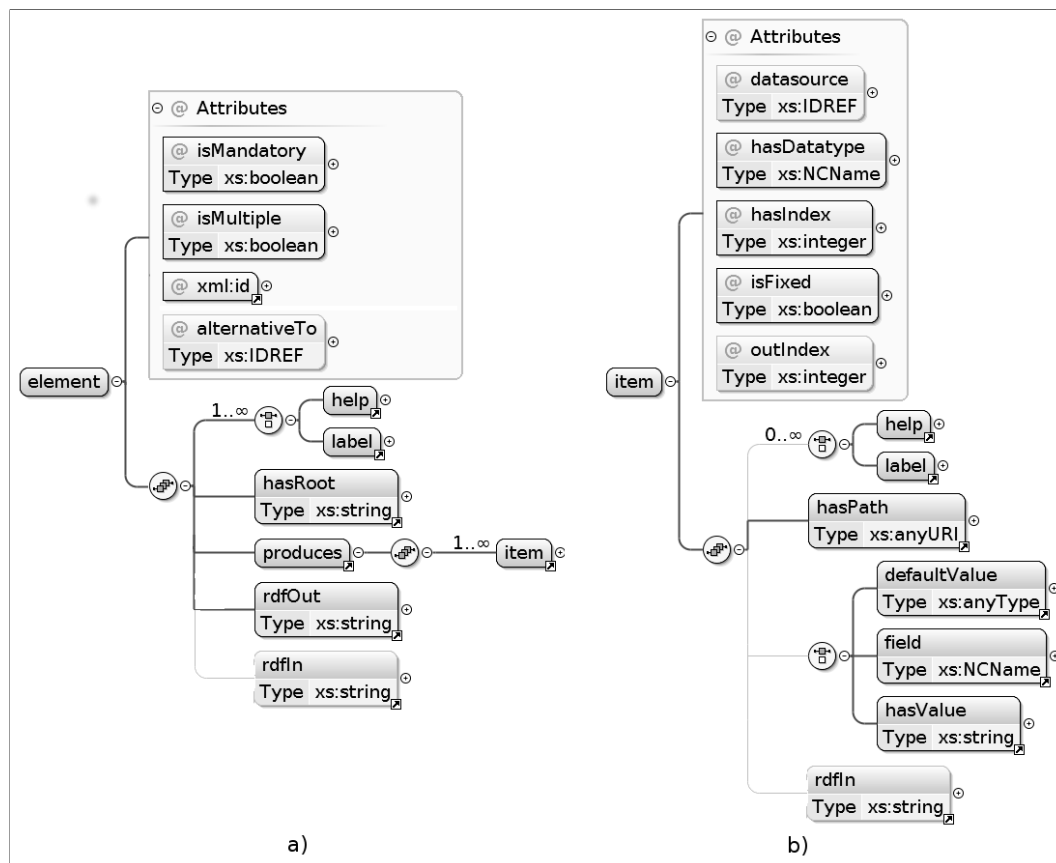 @ Attributes
@ isMandatory
Type xs:boolean
@ isMultiple
Type xs:boolean
@ xml:id
@ alternativeTo
Type xs:IDREF
element
1..∞
help
label
hasRoot
Type xs:string
produces
1..∞
item
rdfOut
Type xs:string
rdfIn
Type xs:string
a)
@ Attributes
@ datasource
Type xs:IDREF
@ hasDatatype
Type xs:NCName
@ hasIndex
Type xs:integer
@ isFixed
Type xs:boolean
@ outIndex
Type xs:integer
item
0..∞
help
label
hasPath
Type xs:anyURI
defaultValue
Type xs:anyType
field
Type xs:NCName
hasValue
Type xs:string
rdfIn
Type xs:string
b)